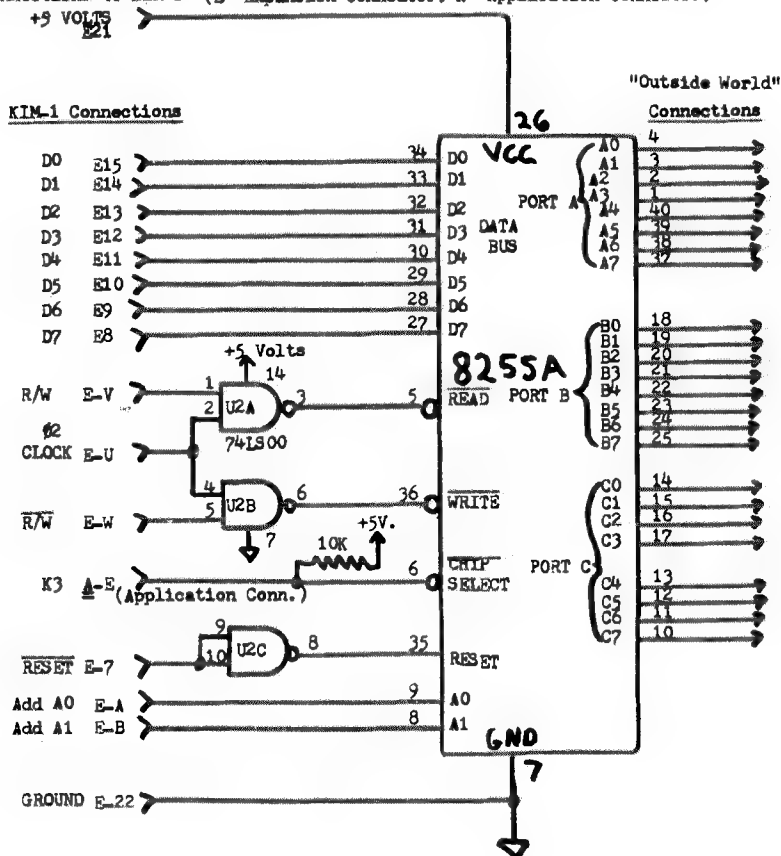 +5 VOLTS
E21
"Outside World"
Connections
KIM-1 Connections
26
VCC
D0 E15 34 D0
D1 E14 33 D1
D2 E13 32 D2
D3 E12 31 D3
D4 E11 30 D4
D5 E10 29 D5
D6 E9 28 D6
D7 E8 27 D7
DATA
BUS
PORT A
A0 4
A1 3
A2 2
A3 1
A4 40
A5 39
A6 38
A7 37
8255A
PORT B
B0 18
B1 19
B2 20
B3 21
B4 22
B5 23
B6 24
B7 25
+5 Volts
14
R/W E-V 1
2
U2A
3
74LS00
5 READ
Ø2
CLOCK E-U
4
5
U2B
6
7
36 WRITE
R/W E-W
+5V.
10K
K3 A-E (Application Conn.)
6 CHIP
SELECT
PORT C
C0 14
C1 15
C2 16
C3 17
C4 13
C5 12
C6 11
C7 10
RESET E-7
9
10
U2C
8
35 RESET
Add A0 E-A 9 A0
Add A1 E-B 8 A1
GND
7
GROUND E-22